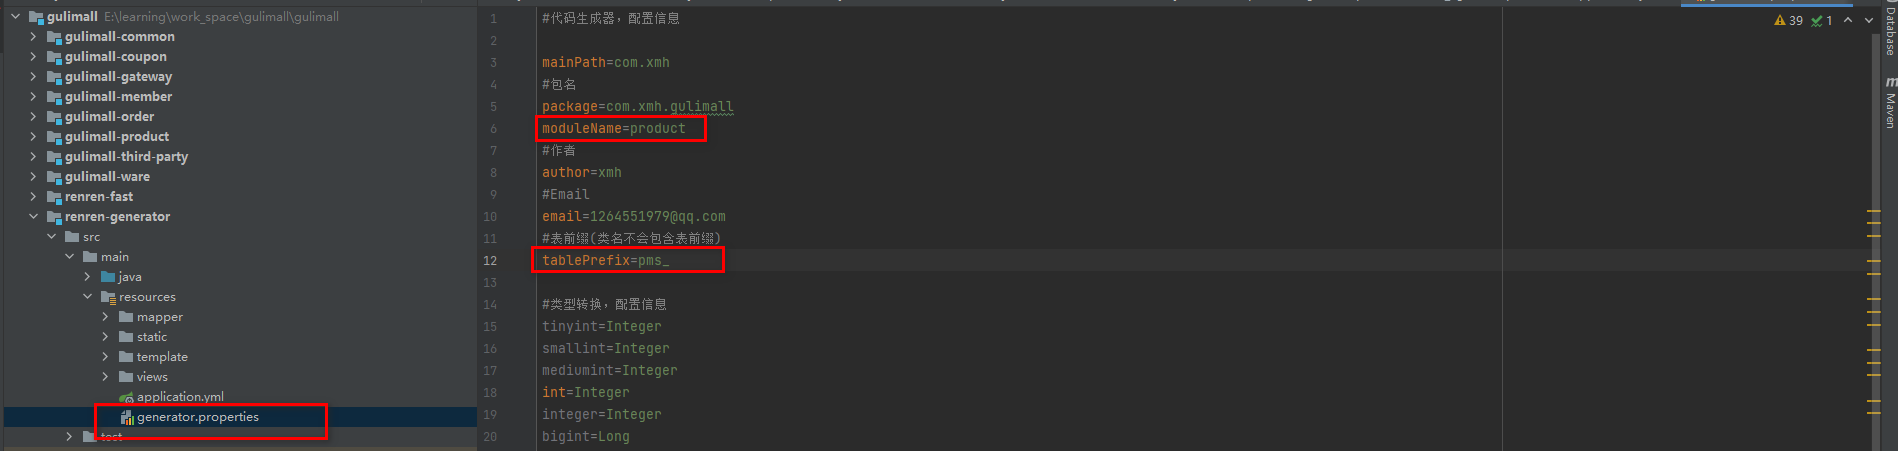 gulimall E:\learning\work_space\gulimall\gulimall
gulimall-common
gulimall-coupon
gulimall-gateway
gulimall-member
gulimall-order
gulimall-product
gulimall-third-party
gulimall-ware
renren-fast
renren-generator
src
main
java
resources
mapper
static
template
views
application.yml
generator.properties
test
1 #代码生成器，配置信息
2
3 mainPath=com.xmh
4 #包名
5 package=com.xmh.gulimall
6 moduleName=product
7 #作者
8 author=xmh
9 #Email
10 email=1264551979@qq.com
11 #表前缀(类名不会包含表前缀)
12 tablePrefix=pms_
13
14 #类型转换，配置信息
15 tinyint=Integer
16 smallint=Integer
17 mediumint=Integer
18 int=Integer
19 integer=Integer
20 bigint=Long
39 1
Database
m Maven